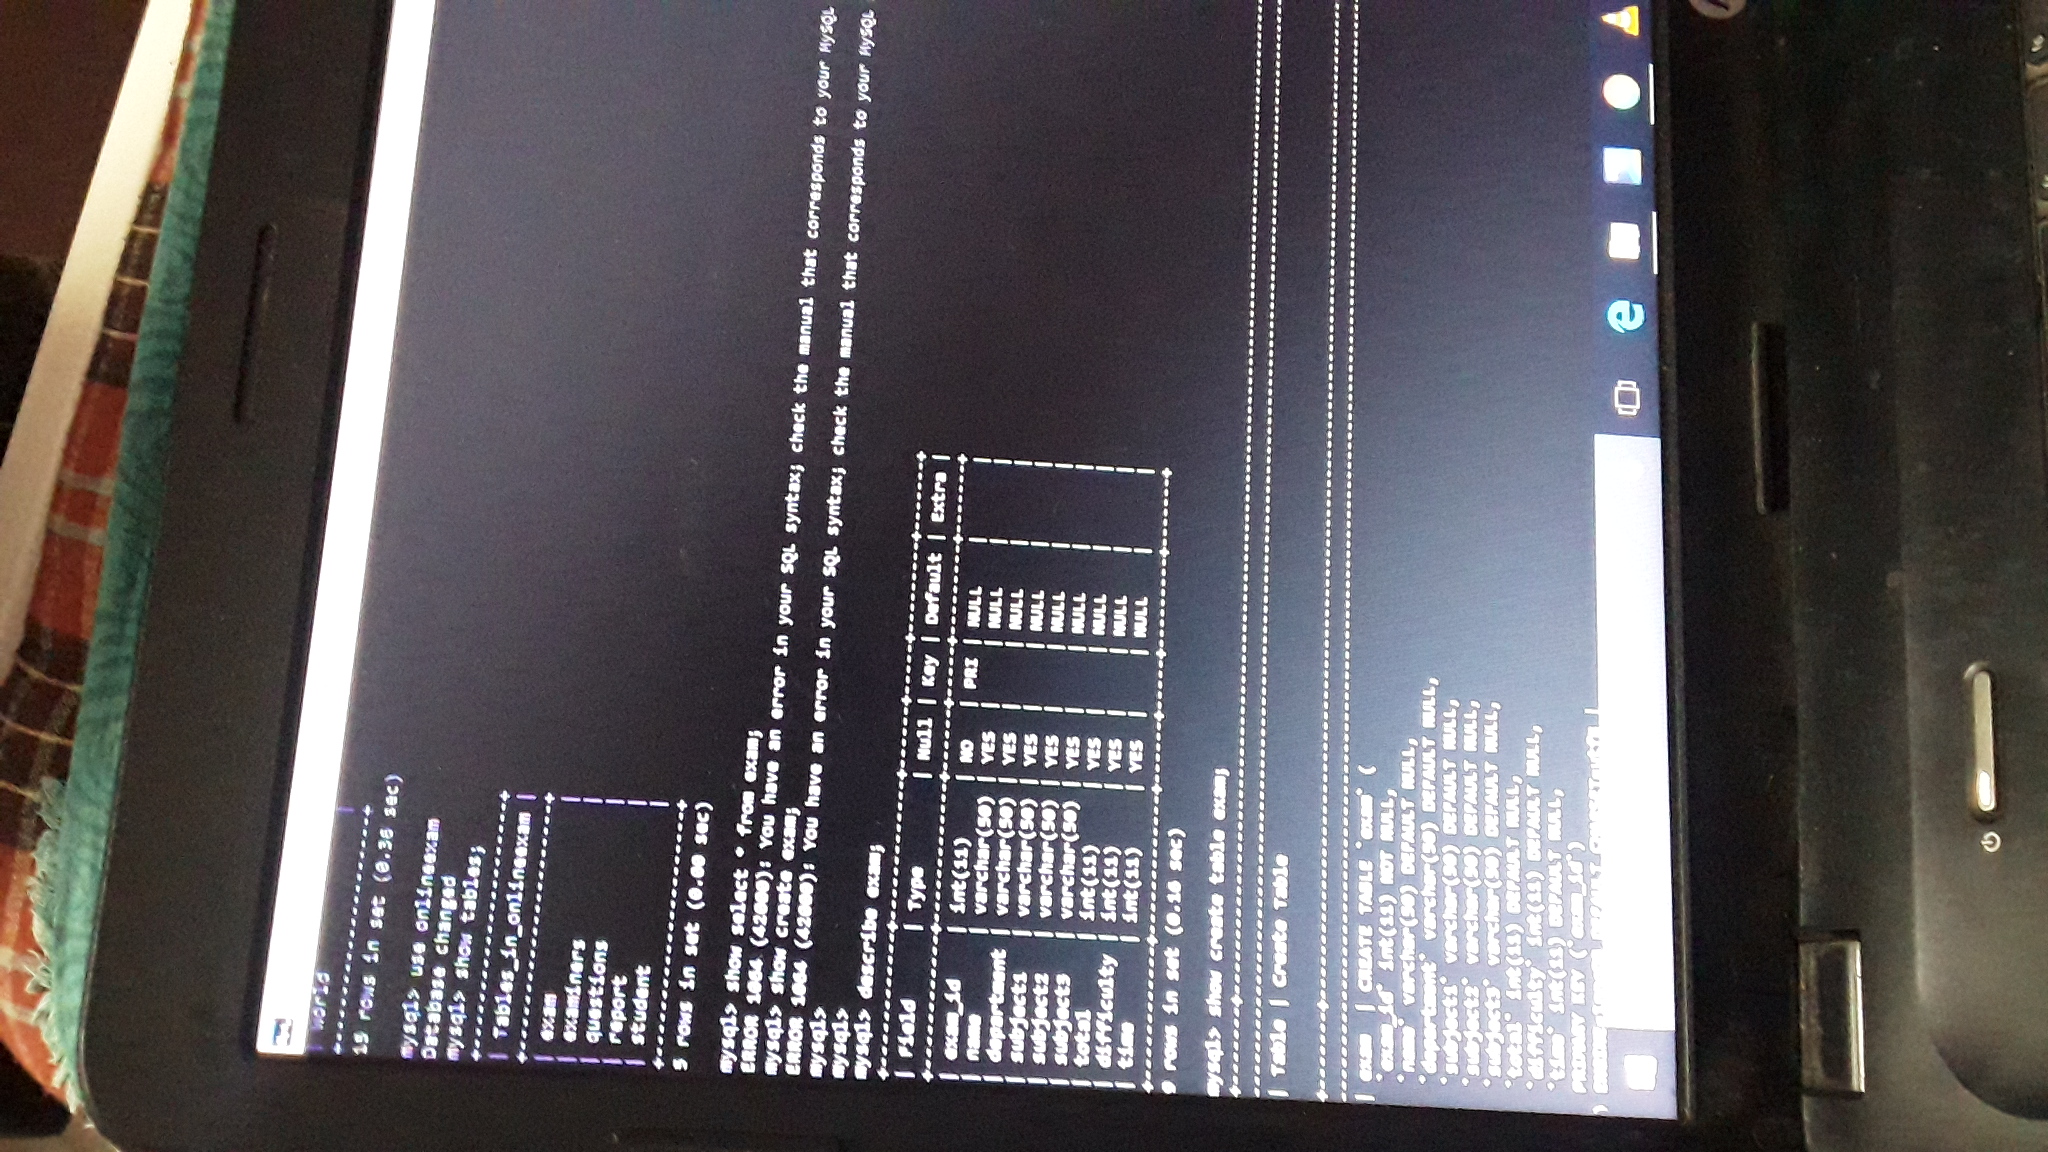 | world |
+----------------------+
15 rows in set (0.36 sec)
mysql> use onlineexam
Database changed
mysql> show tables;
+----------------------+
| Tables_in_onlineexam |
+----------------------+
| exam |
| examiners |
| questions |
| report |
| student |
+----------------------+
5 rows in set (0.00 sec)
mysql> show select * from exam;
ERROR 1064 (42000): You have an error in your SQL syntax; check the manual that corresponds to your MySQL
mysql> show create exam;
ERROR 1064 (42000): You have an error in your SQL syntax; check the manual that corresponds to your MySQL
mysql>
mysql>
mysql> describe exam;
+------------+-------------+------+-----+---------+-------+
| Field | Type | Null | Key | Default | Extra |
+------------+-------------+------+-----+---------+-------+
| exam_id | int(11) | NO | PRI | NULL | |
| name | varchar(50) | YES | | NULL | |
| department | varchar(50) | YES | | NULL | |
| subject1 | varchar(50) | YES | | NULL | |
| subject2 | varchar(50) | YES | | NULL | |
| subject3 | varchar(50) | YES | | NULL | |
| total | int(11) | YES | | NULL | |
| difficulty | int(11) | YES | | NULL | |
| time | int(11) | YES | | NULL | |
+------------+-------------+------+-----+---------+-------+
9 rows in set (0.16 sec)
mysql> show create table exam;
| Table | Create Table
| exam | CREATE TABLE `exam` (
`exam_id` int(11) NOT NULL,
`name` varchar(50) DEFAULT NULL,
`department` varchar(50) DEFAULT NULL,
`subject1` varchar(50) DEFAULT NULL,
`subject2` varchar(50) DEFAULT NULL,
`subject3` varchar(50) DEFAULT NULL,
`total` int(11) DEFAULT NULL,
`difficulty` int(11) DEFAULT NULL,
`time` int(11) DEFAULT NULL,
PRIMARY KEY (`exam_id`)
) DEFAULT CHARSET=utf8 |